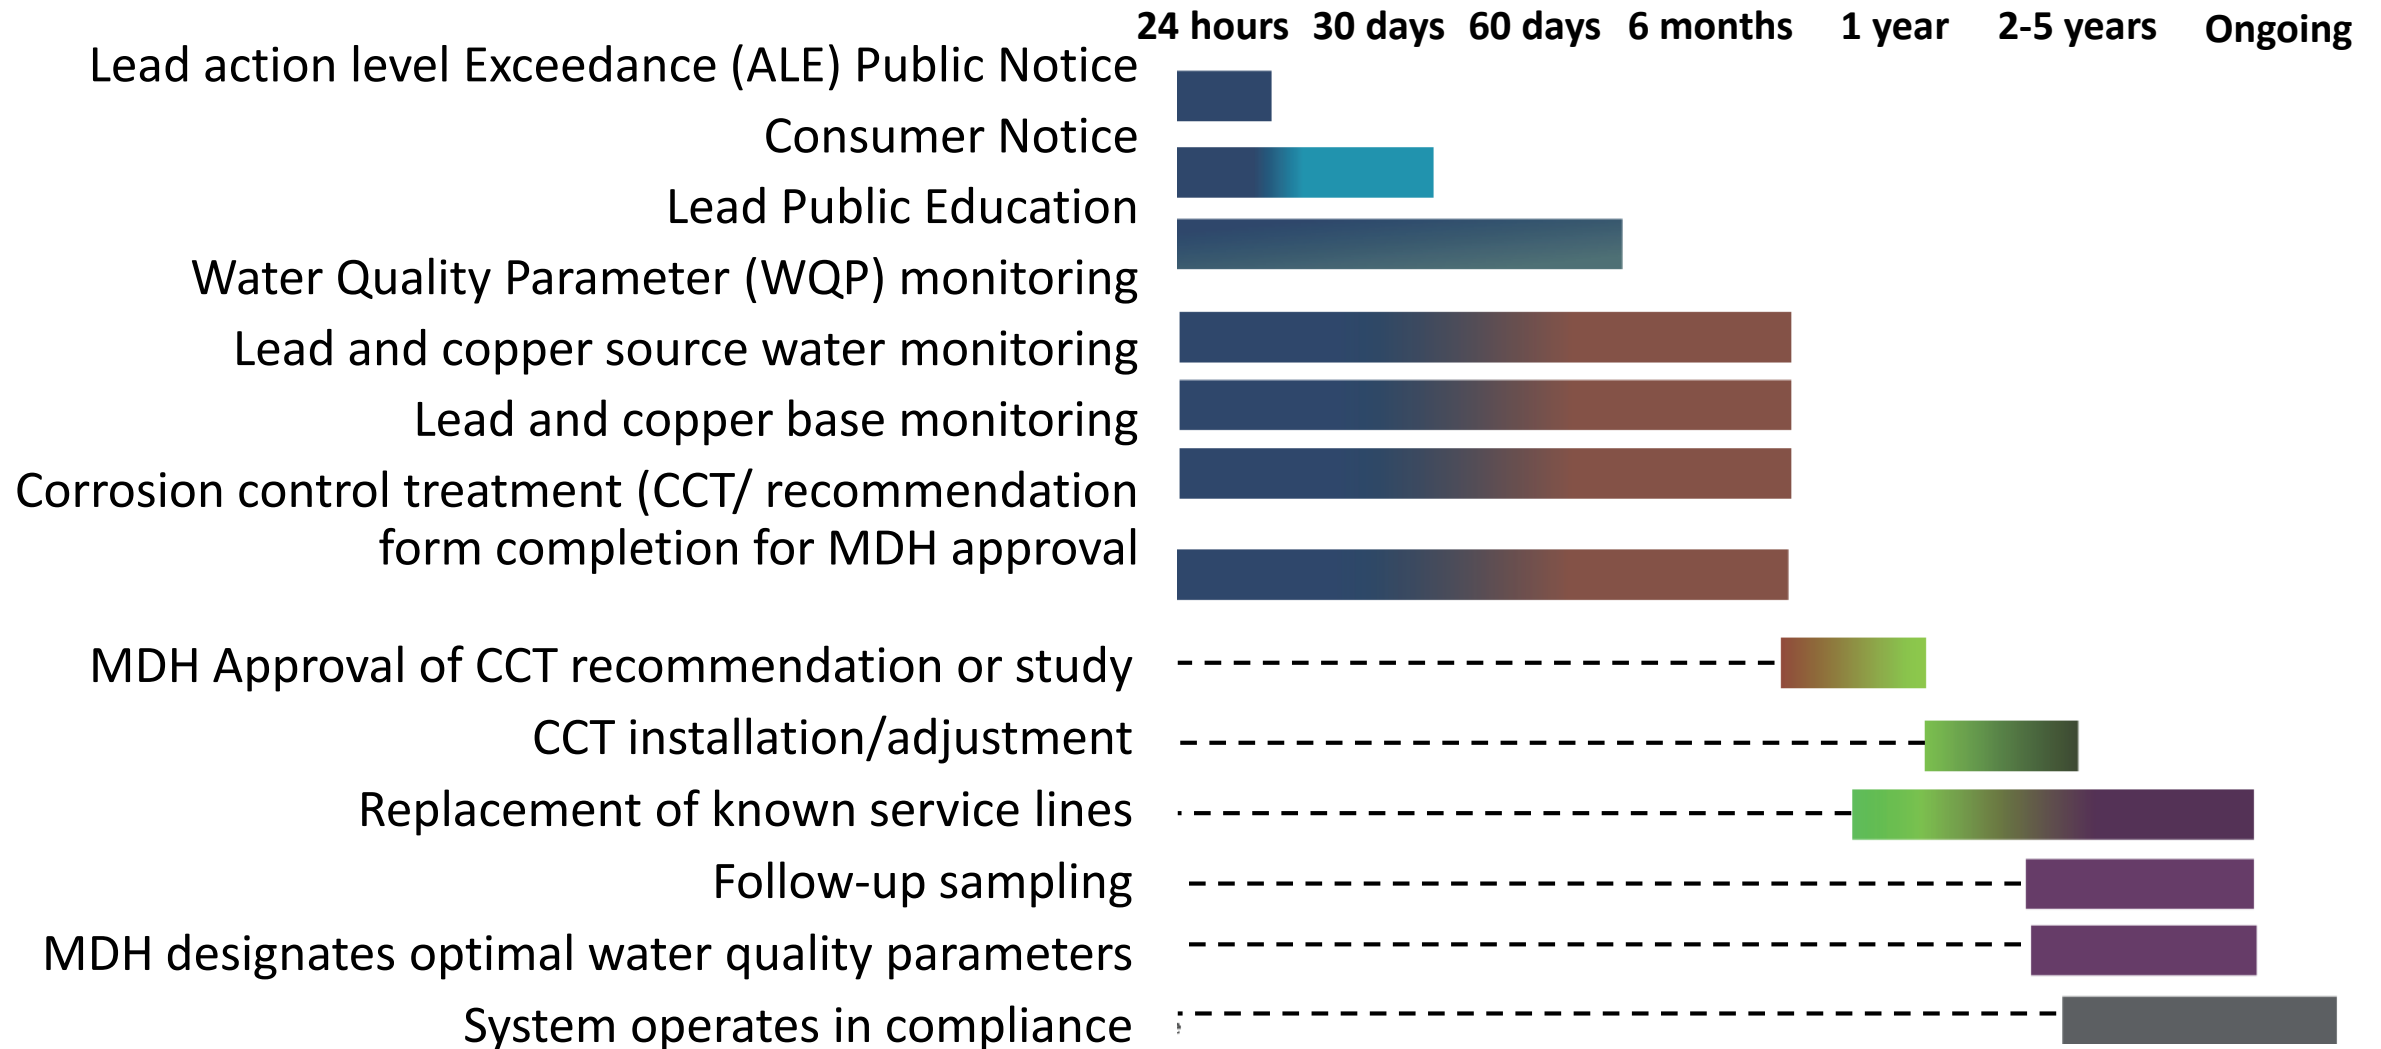 24 hours 30 days 60 days 6 months 1 year 2-5 years Ongoing
Lead action level Exceedance (ALE) Public Notice
Consumer Notice
Lead Public Education
Water Quality Parameter (WQP) monitoring
Lead and copper source water monitoring
Lead and copper base monitoring
Corrosion control treatment (CCT/ recommendation
form completion for MDH approval
MDH Approval of CCT recommendation or study
CCT installation/adjustment
Replacement of known service lines
Follow-up sampling
MDH designates optimal water quality parameters
System operates in compliance